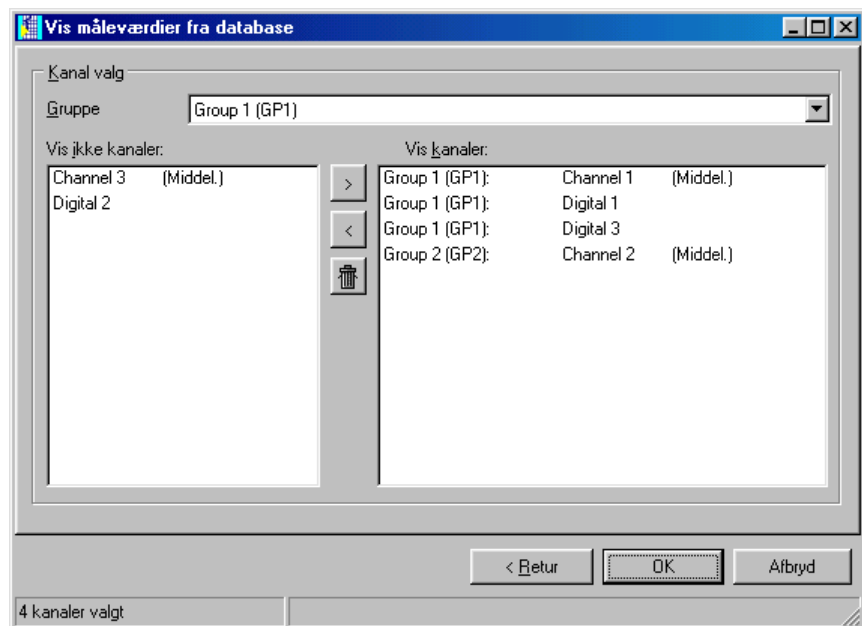 Vis måleværdier fra database
Kanal valg
Gruppe Group 1 (GP1)
Vis ikke kanaler:
Channel 3 (Middel.)
Digital 2
>
<
Vis kanaler:
Group 1 (GP1): Channel 1 (Middel.)
Group 1 (GP1): Digital 1
Group 1 (GP1): Digital 3
Group 2 (GP2): Channel 2 (Middel.)
< Retur OK Afbryd
4 kanaler valgt